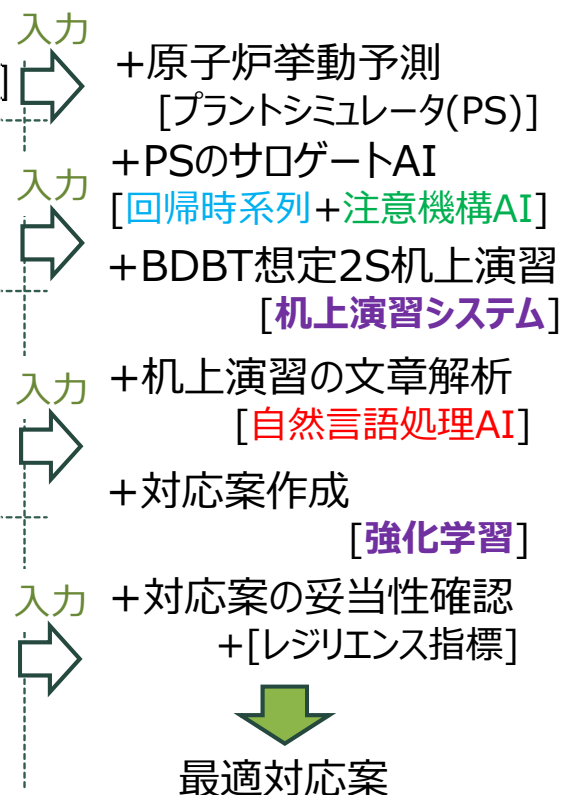 入力
]
+原子炉挙動予測
[プラントシミュレータ(PS)]
+PSのサロゲートAI
入力
[回帰時系列+注意機構AI]
+BDBT想定2S机上演習
[机上演習システム]
入力
+机上演習の文章解析
[自然言語処理AI]
+対応案作成
[強化学習]
入力
+対応案の妥当性確認
+[レジリエンス指標]
最適対応案